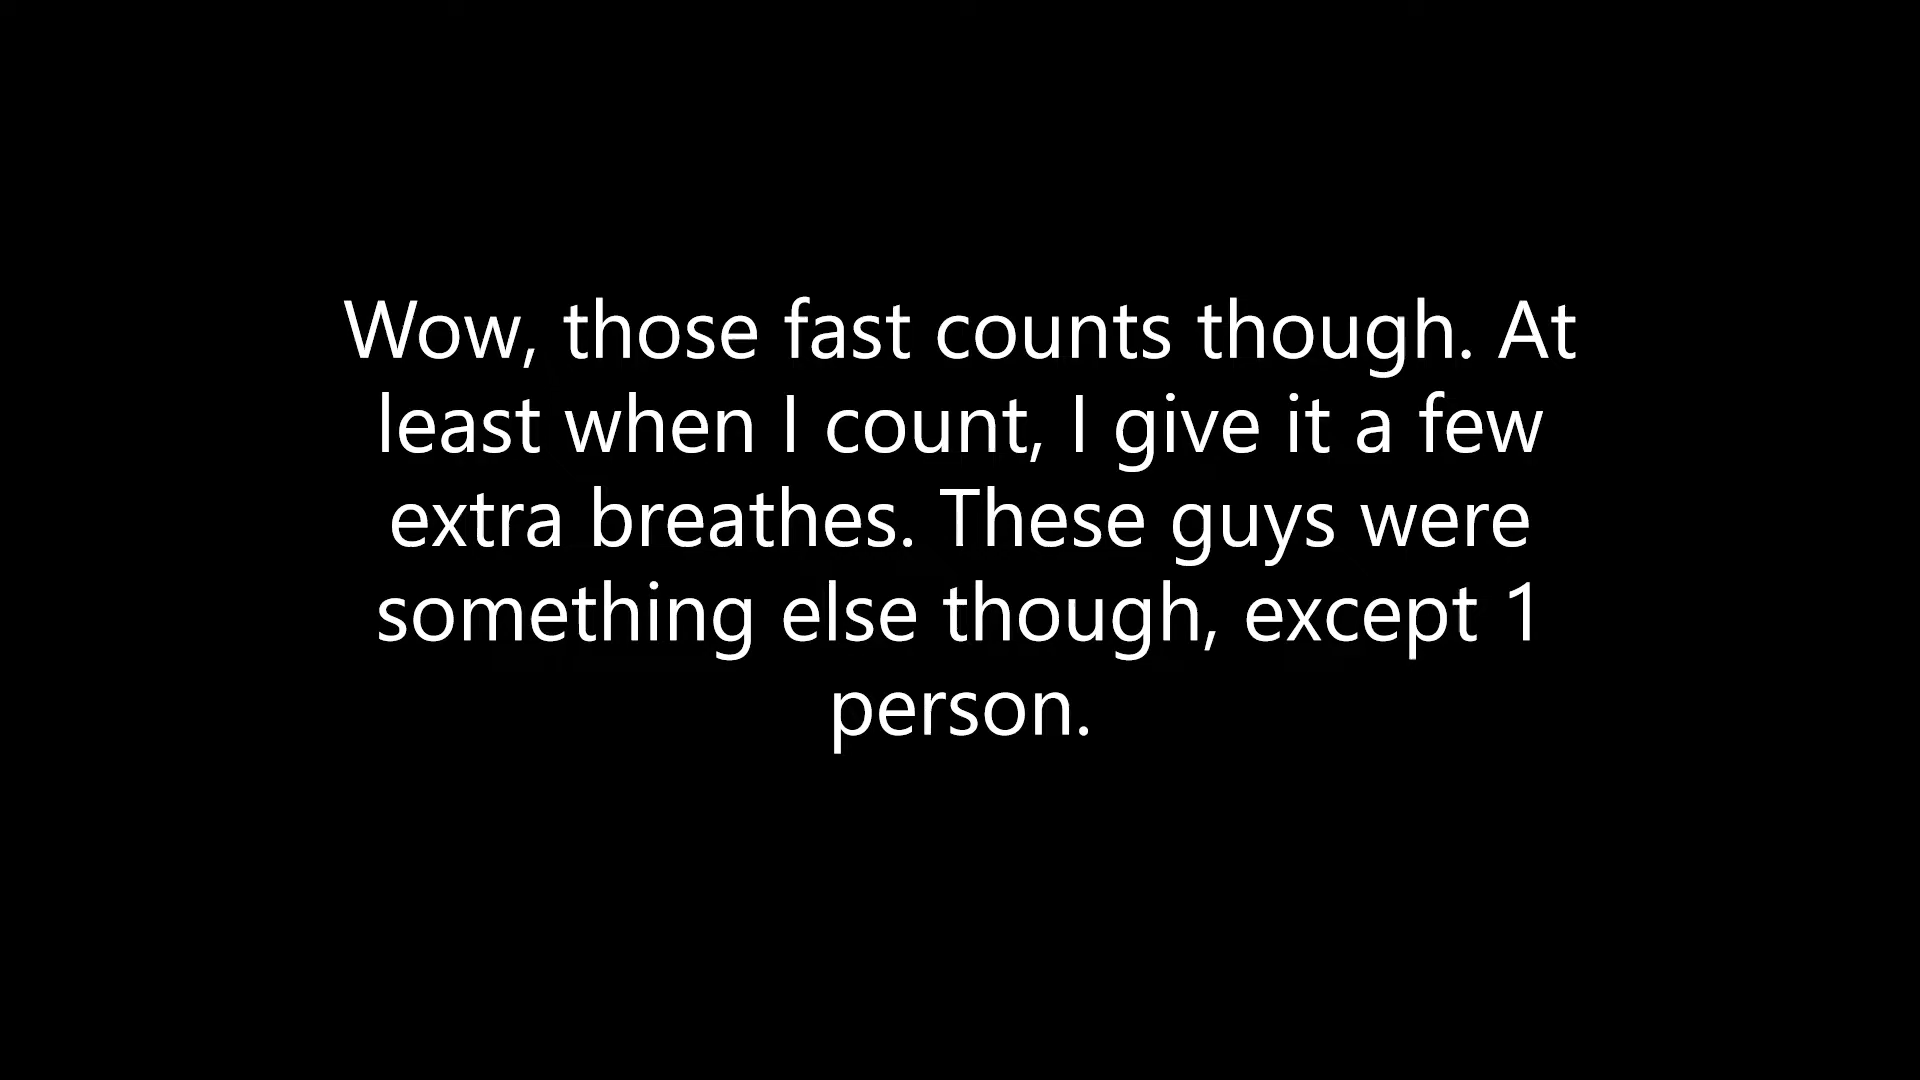 Wow, those fast counts though. At
least when I count, I give it a few
extra breathes. These guys were
something else though, except 1
person.